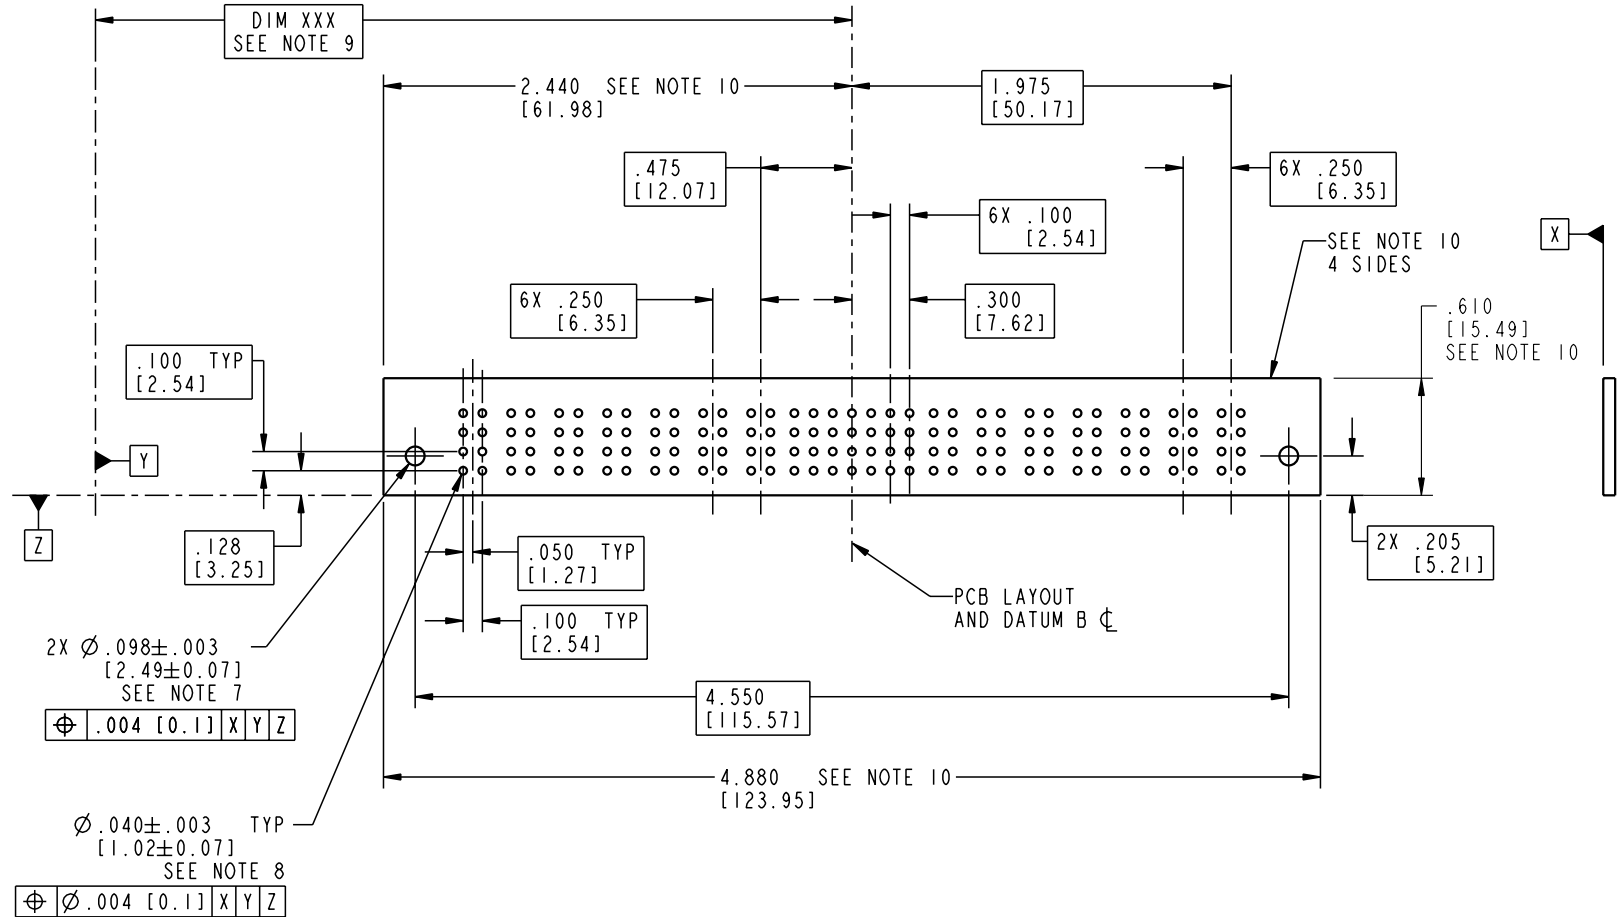 DIM XXX
SEE NOTE 9
2.440 SEE NOTE 10
[61.98]
1.975
[50.17]
.475
[12.07]
6X .250
[6.35]
6X .100
[2.54]
X
SEE NOTE 10
4 SIDES
6X .250
[6.35]
.300
[7.62]
.610
[15.49]
SEE NOTE 10
.100 TYP
[2.54]
Y
Z
.128
[3.25]
.050 TYP
[1.27]
2X .205
[5.21]
PCB LAYOUT
AND DATUM B ℄
.100 TYP
[2.54]
2X Ø.098±.003
[2.49±0.07]
SEE NOTE 7
⌖ .004 [0.1] X Y Z
4.550
[115.57]
4.880 SEE NOTE 10
[123.95]
Ø.040±.003 TYP
[1.02±0.07]
SEE NOTE 8
⌖ Ø.004 [0.1] X Y Z